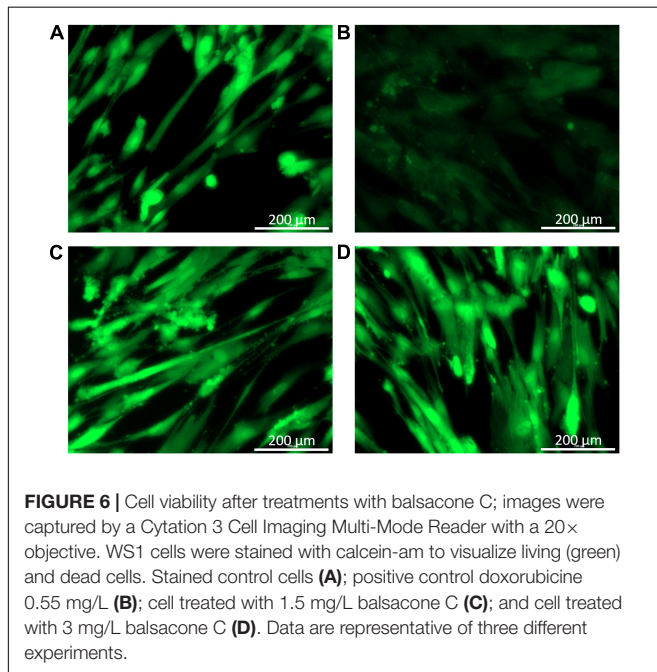 A
B
200 µm
200 µm
C
D
200 µm
200 µm
FIGURE 6 | Cell viability after treatments with balsacone C; images were
captured by a Cytation 3 Cell Imaging Multi-Mode Reader with a 20×
objective. WS1 cells were stained with calcein-am to visualize living (green)
and dead cells. Stained control cells (A); positive control doxorubicine
0.55 mg/L (B); cell treated with 1.5 mg/L balsacone C (C); and cell treated
with 3 mg/L balsacone C (D). Data are representative of three different
experiments.